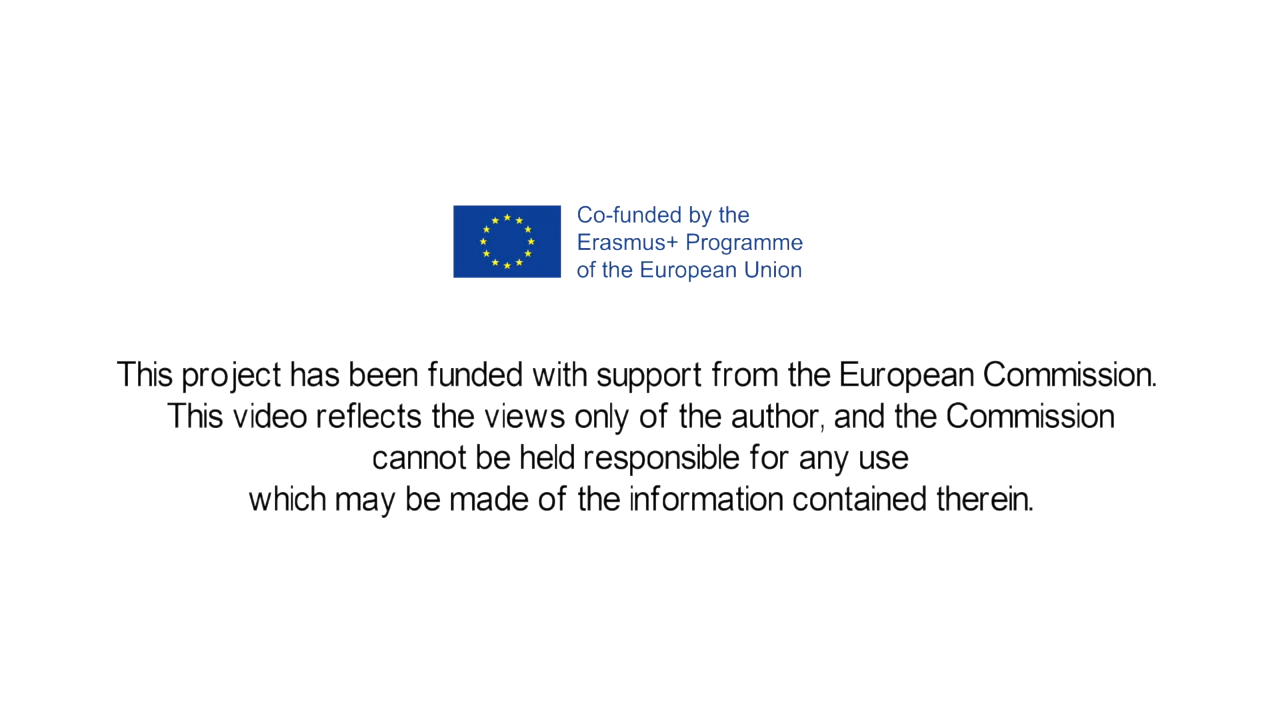 Co-funded by the
Erasmus+ Programme
of the European Union
This project has been funded with support from the European Commission.
This video reflects the views only of the author, and the Commission
cannot be held responsible for any use
which may be made of the information contained therein.